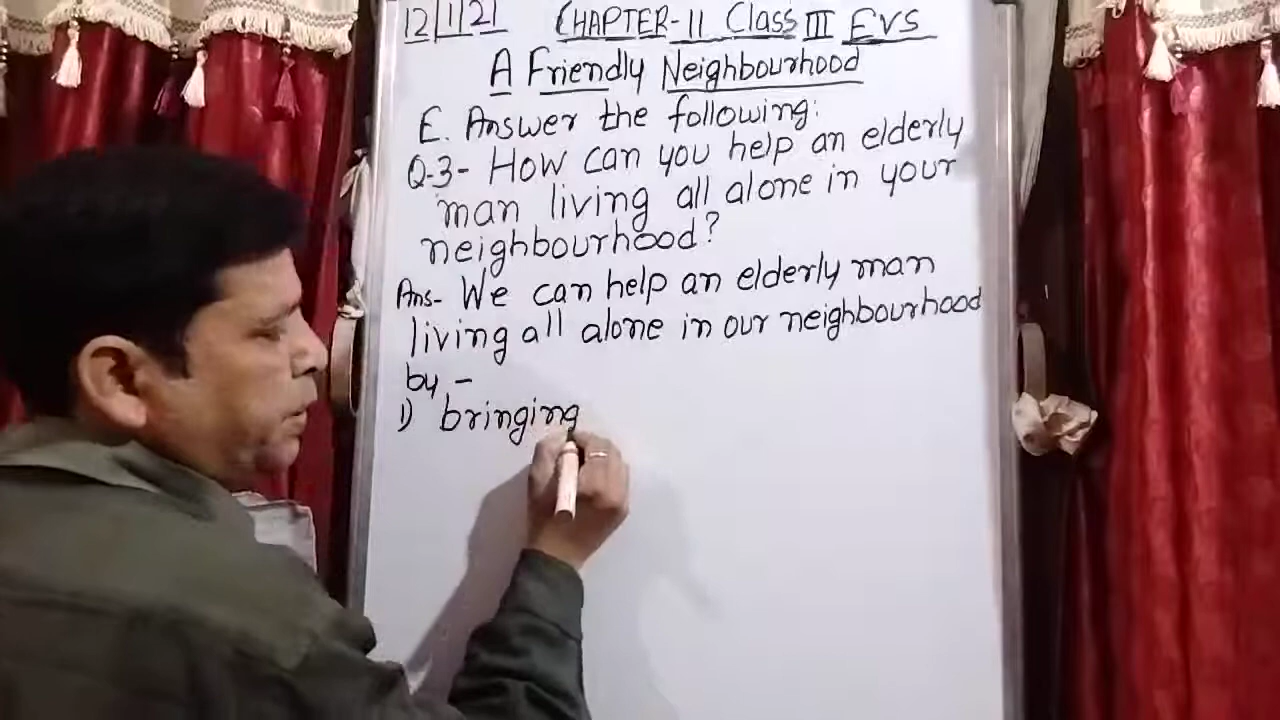 12/1/21 CHAPTER-11 Class III EVS
A Friendly Neighbourhood
E. Answer the following:
Q.3- How can you help an elderly
man living all alone in your
neighbourhood?
Ans- We can help an elderly man
living all alone in our neighbourhood
by -
1) bringing